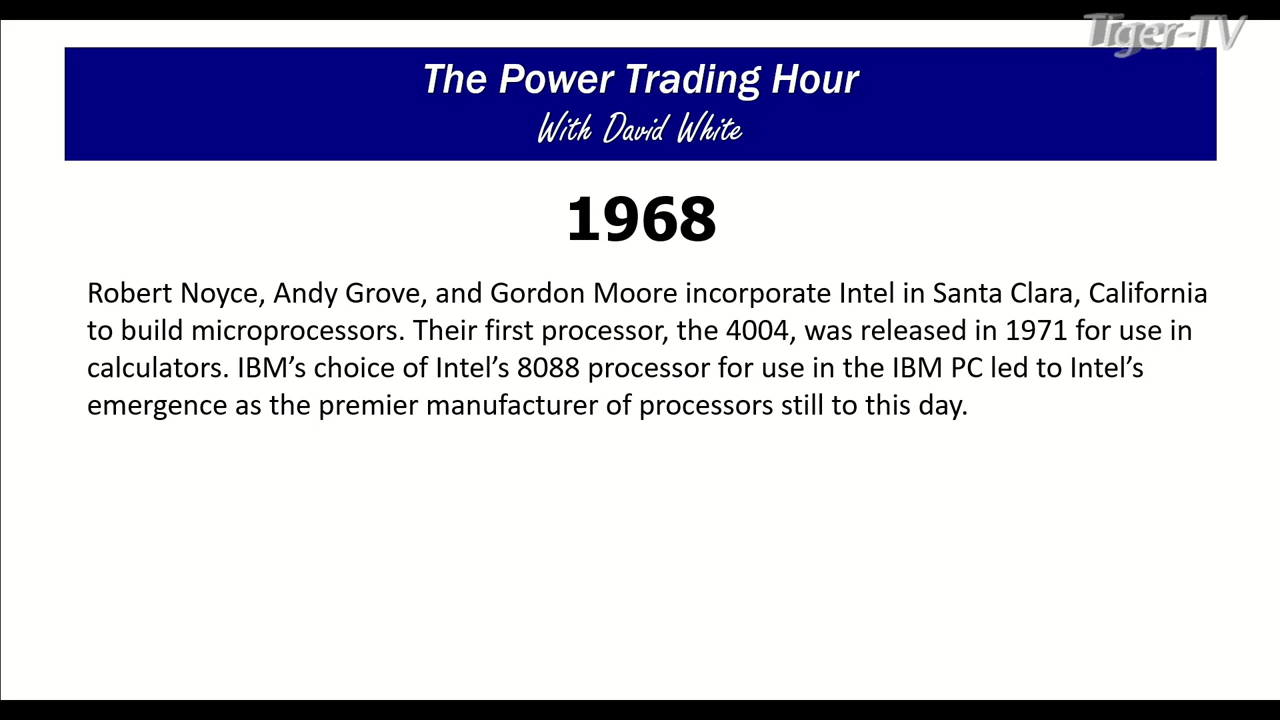 Tiger-TV
The Power Trading Hour
With David White
1968
Robert Noyce, Andy Grove, and Gordon Moore incorporate Intel in Santa Clara, California
to build microprocessors. Their first processor, the 4004, was released in 1971 for use in
calculators. IBM’s choice of Intel’s 8088 processor for use in the IBM PC led to Intel’s
emergence as the premier manufacturer of processors still to this day.